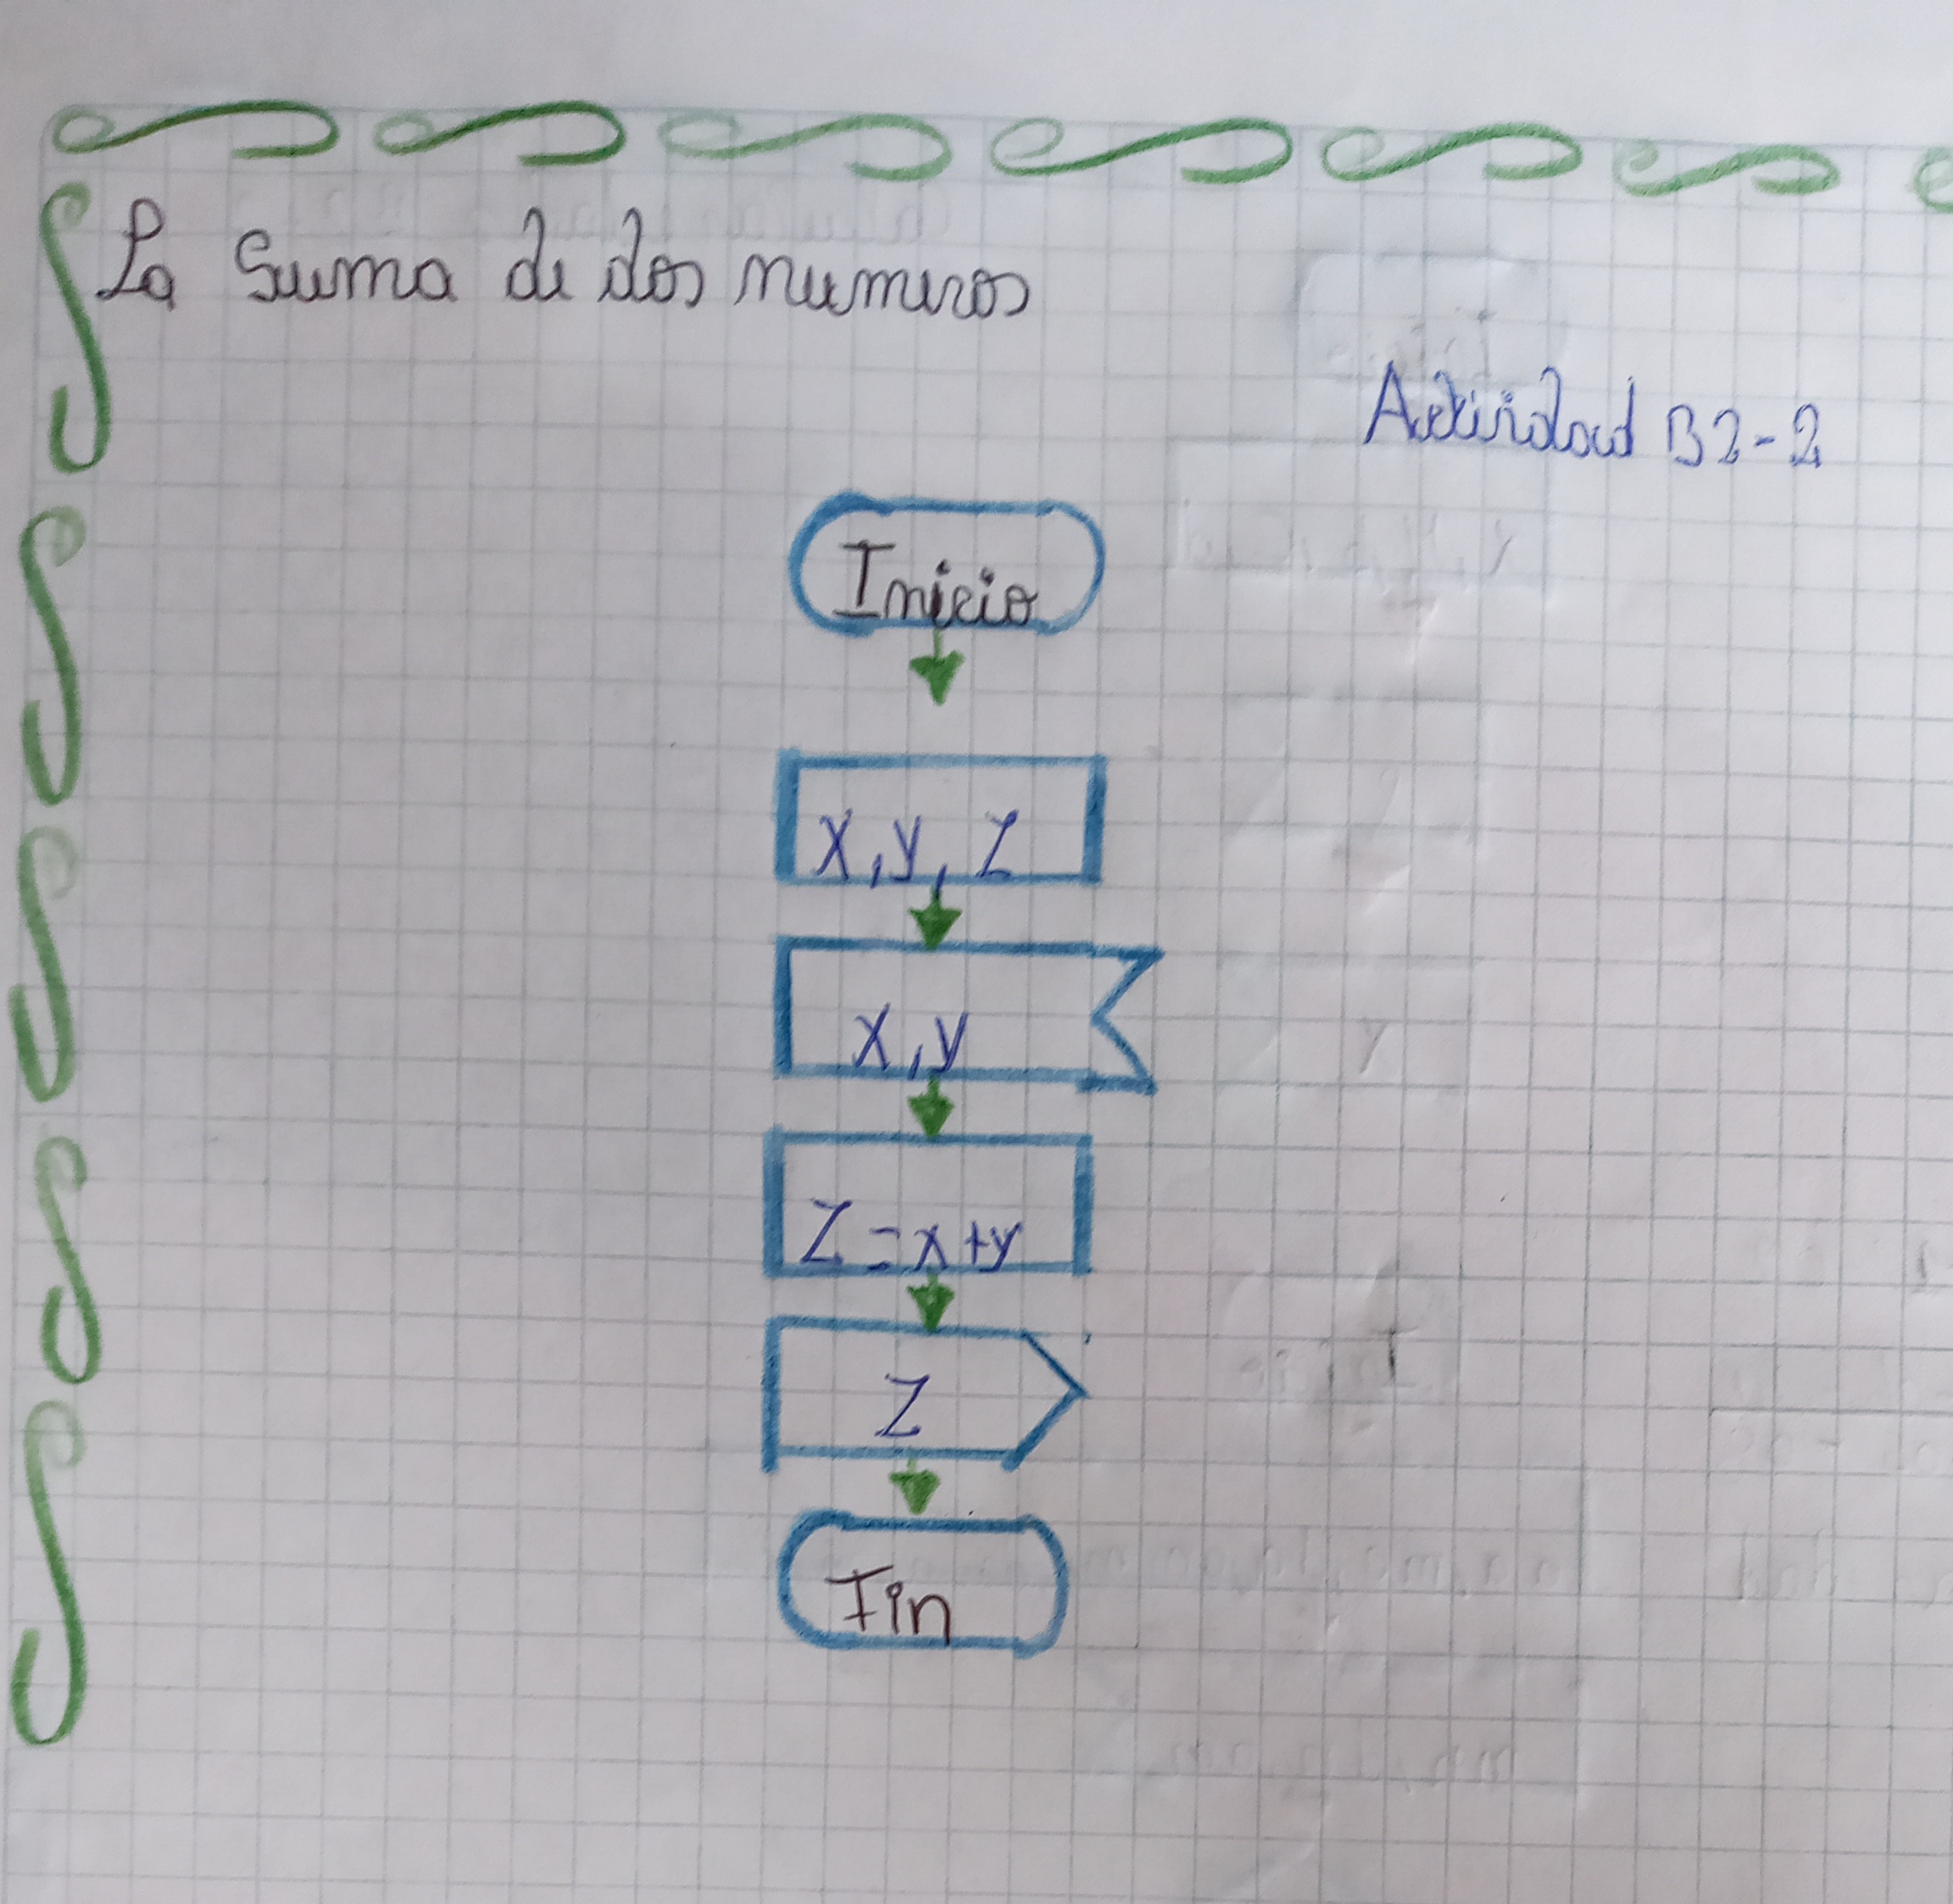 La Suma de dos numeros
Actividad B2-2
Inicio
X, y, Z
X, y
Z = x + y
Z
Fin